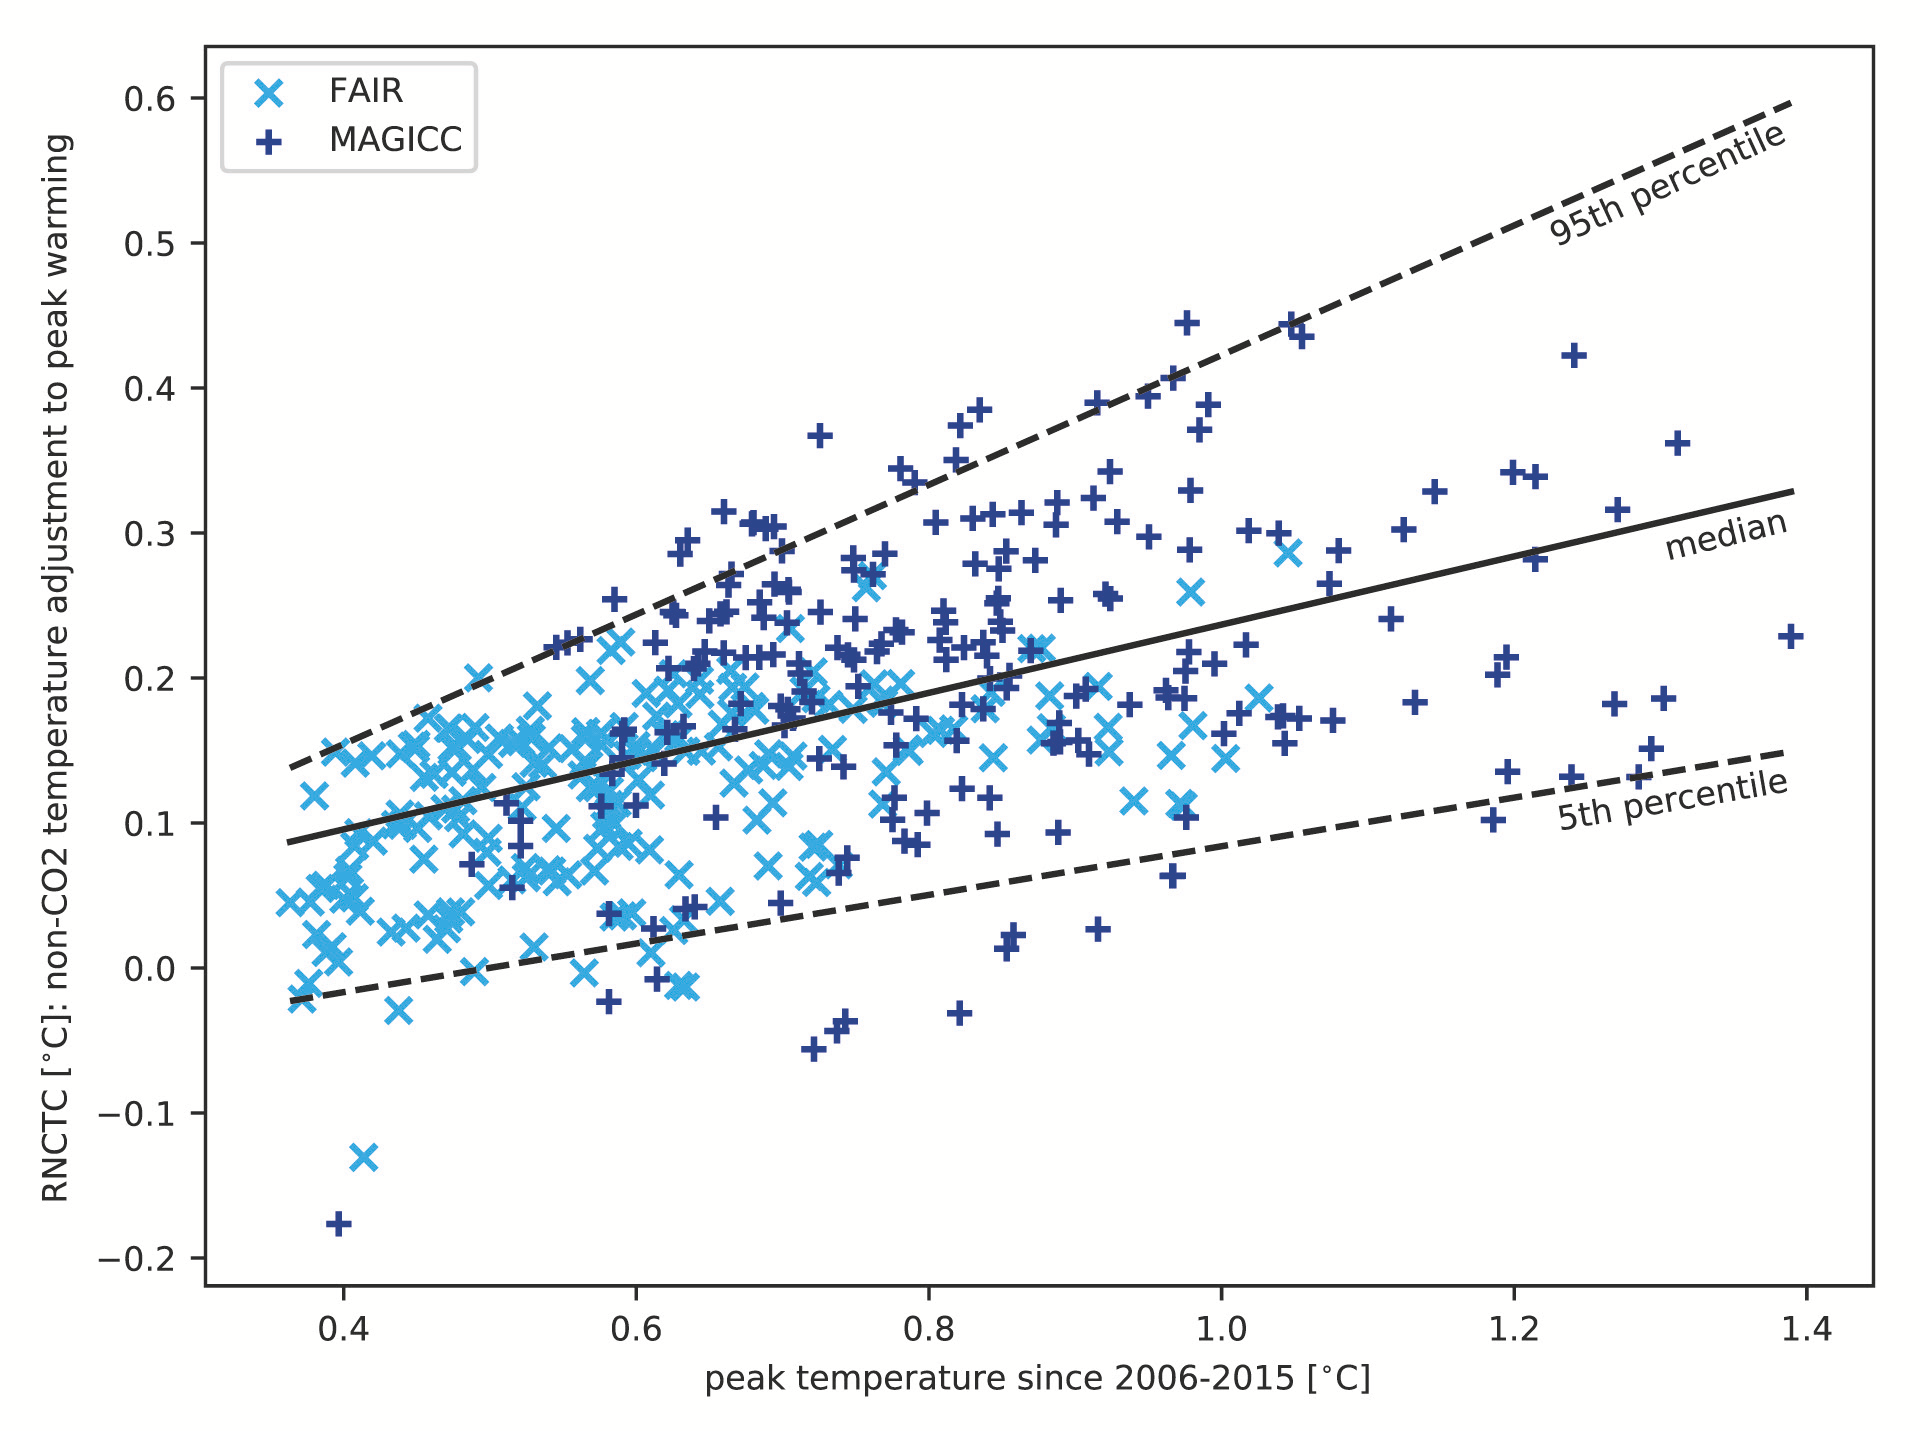 FAIR
MAGICC
0.6
0.5
0.4
0.3
0.2
0.1
0.0
−0.1
−0.2
RNCTC [°C]: non-CO2 temperature adjustment to peak warming
95th percentile
median
5th percentile
0.4 0.6 0.8 1.0 1.2 1.4
peak temperature since 2006-2015 [°C]